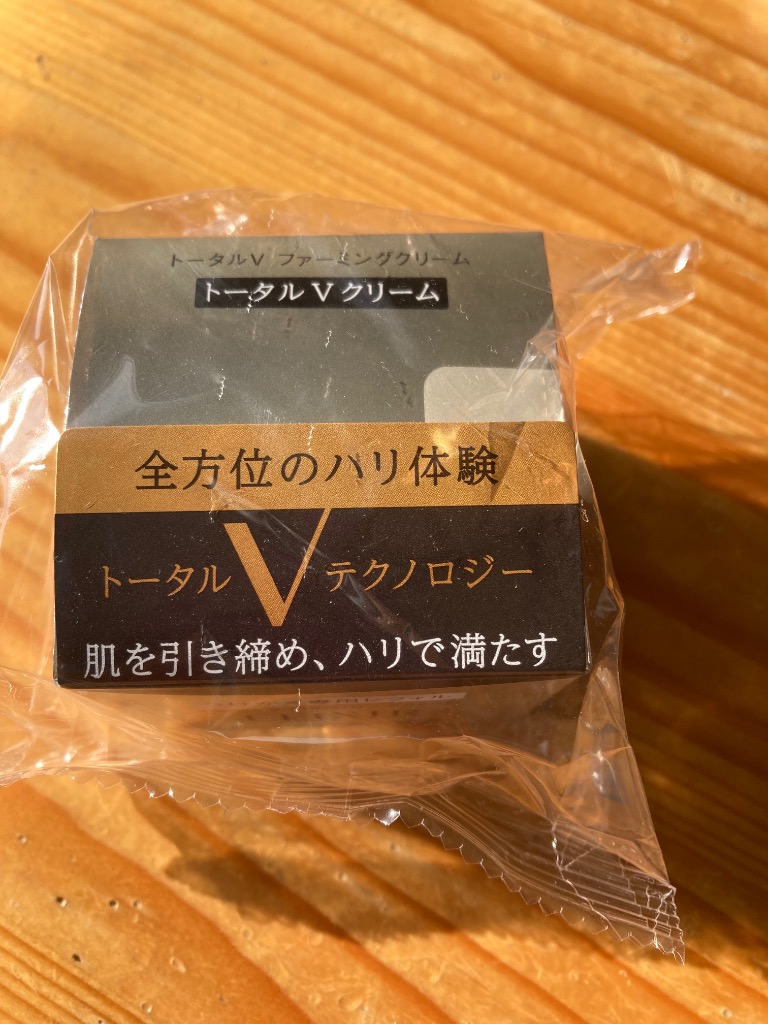 トータルV ファーミングクリーム
トータルVクリーム
全方位のハリ体験
トータルVテクノロジー
肌を引き締め、ハリで満たす